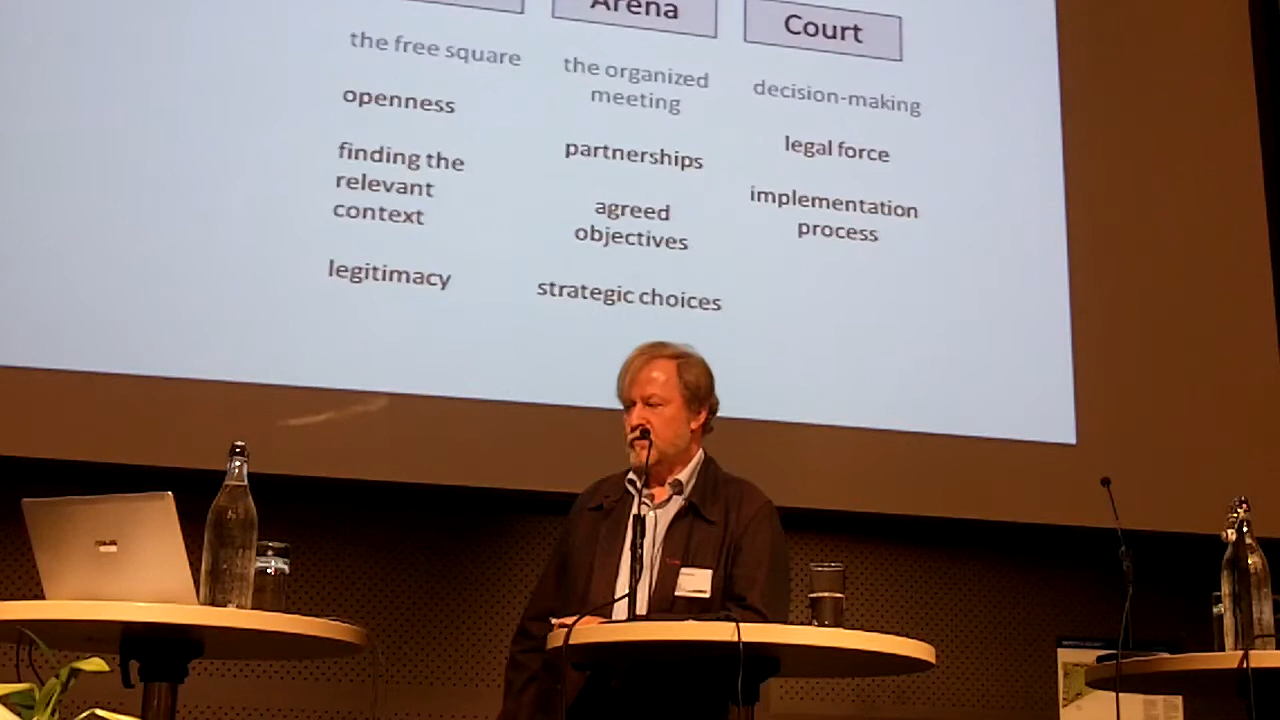 Arena
Court
the free square
openness
finding the
relevant
context
legitimacy
the organized
meeting
partnerships
agreed
objectives
strategic choices
decision-making
legal force
implementation
process